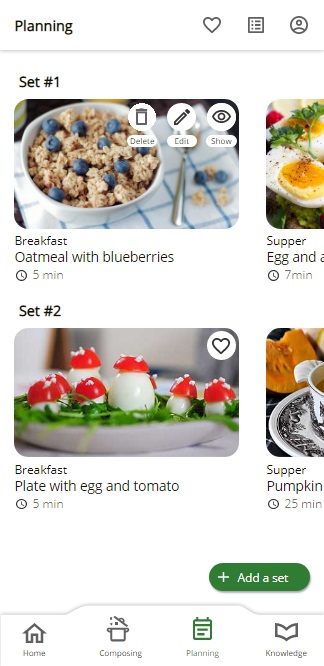 Planning
Set #1
Delete Edit Show
Breakfast Supper
Oatmeal with blueberries Egg and a
5 min 7min
Set #2
Breakfast Supper
Plate with egg and tomato Pumpkin
5 min 25 min
+ Add a set
Home Composing Planning Knowledge